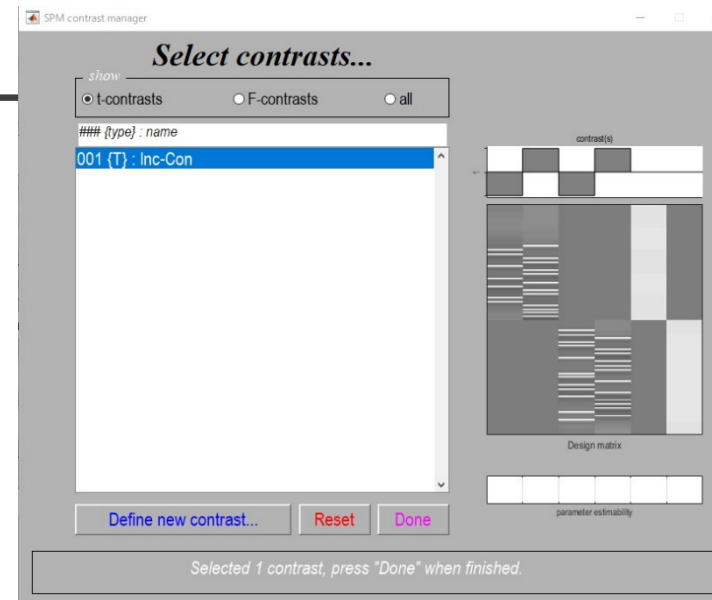 SPM contrast manager
Select contrasts...
show
t-contrasts F-contrasts all
### {type} : name
001 {T} : Inc-Con
contrast(s)
Design matrix
parameter estimability
Define new contrast... Reset Done
Selected 1 contrast, press "Done" when finished.